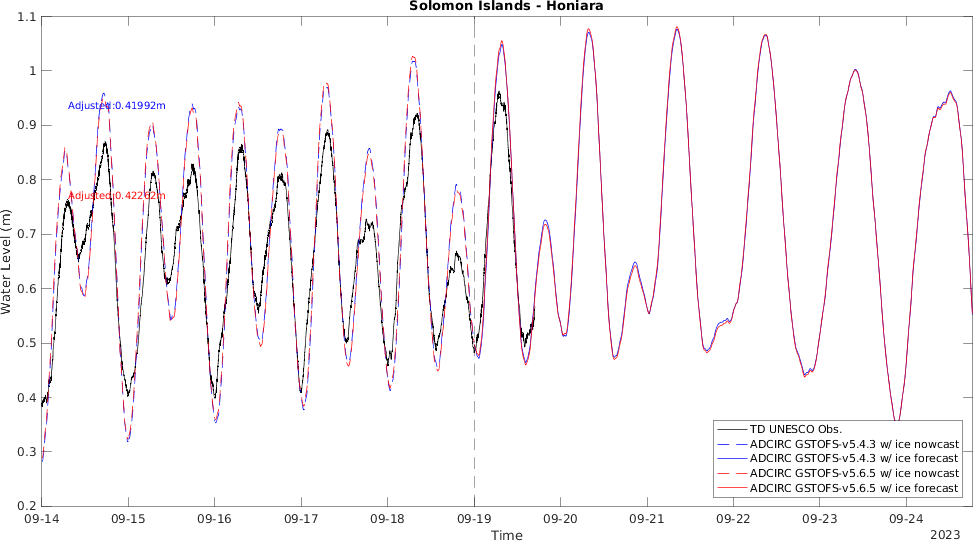 Solomon Islands - Honiara
1.1
1
0.9
0.8
0.7
0.6
0.5
0.4
0.3
0.2
Water Level (m)
Adjusted:0.41992m
Adjusted:0.42262m
TD UNESCO Obs.
ADCIRC GSTOFS-v5.4.3 w/ ice nowcast
ADCIRC GSTOFS-v5.4.3 w/ ice forecast
ADCIRC GSTOFS-v5.6.5 w/ ice nowcast
ADCIRC GSTOFS-v5.6.5 w/ ice forecast
09-14 09-15 09-16 09-17 09-18 09-19 09-20 09-21 09-22 09-23 09-24
Time
2023